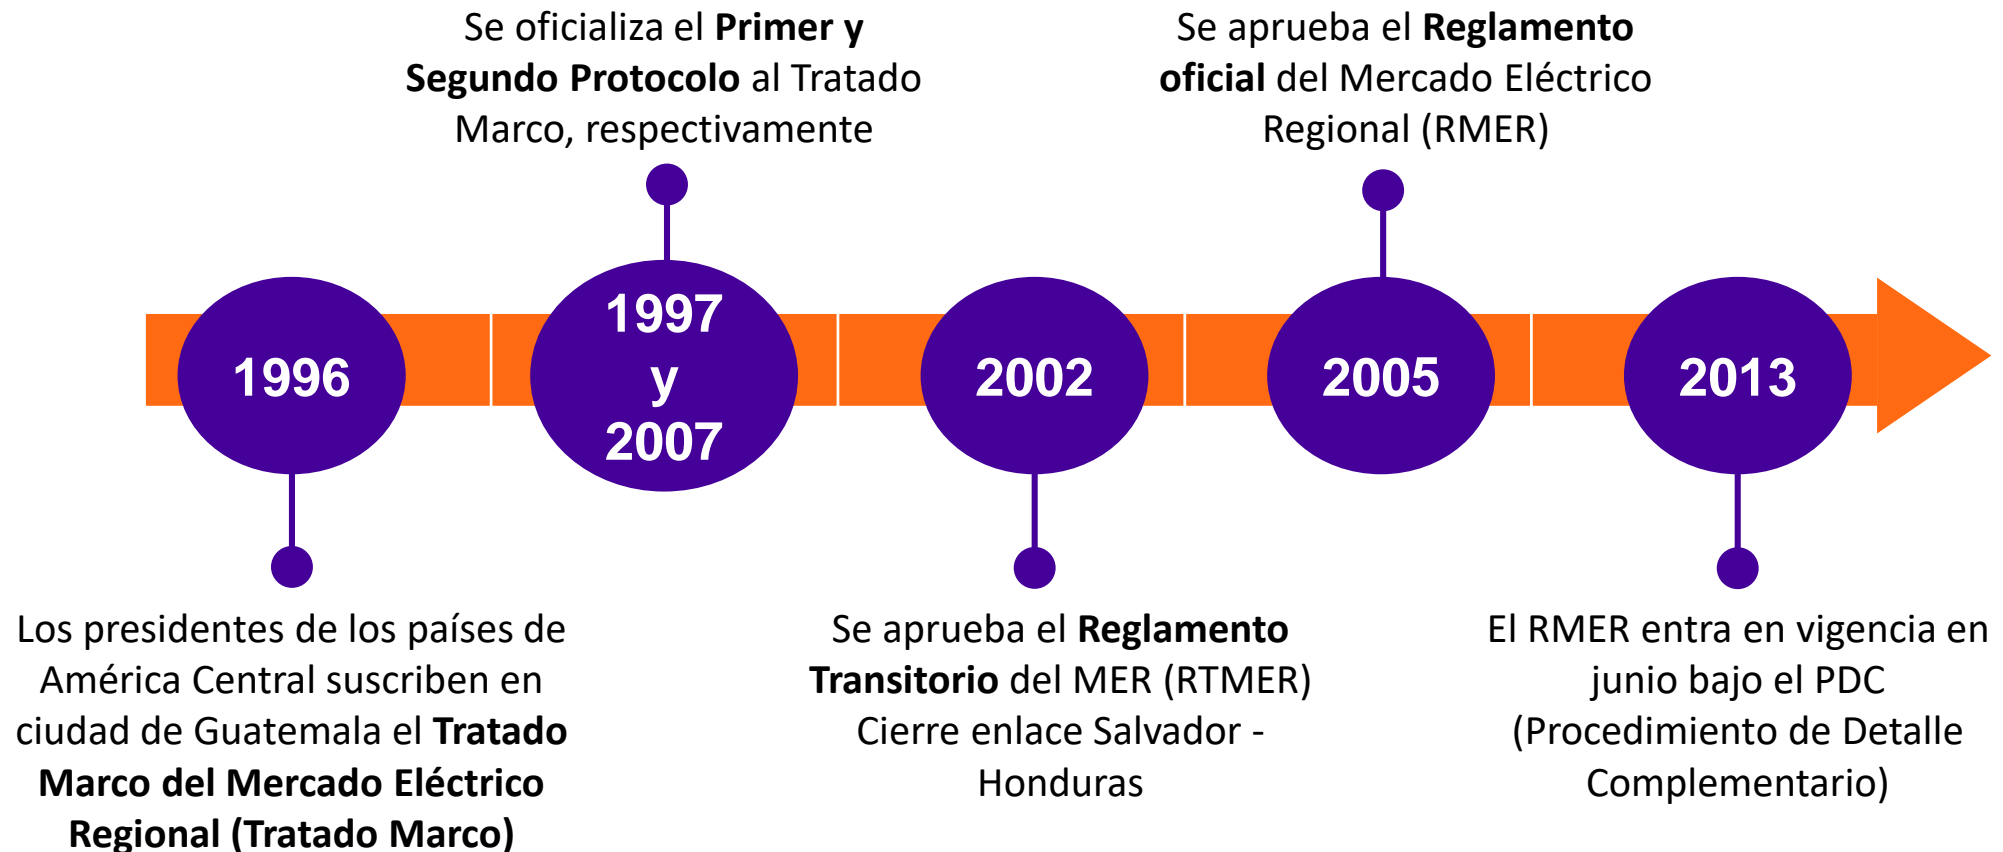 Se oficializa el Primer y
Segundo Protocolo al Tratado
Marco, respectivamente
Se aprueba el Reglamento
oficial del Mercado Eléctrico
Regional (RMER)
1996
1997
y
2007
2002
2005
2013
Los presidentes de los países de
América Central suscriben en
ciudad de Guatemala el Tratado
Marco del Mercado Eléctrico
Regional (Tratado Marco)
Se aprueba el Reglamento
Transitorio del MER (RTMER)
Cierre enlace Salvador -
Honduras
El RMER entra en vigencia en
junio bajo el PDC
(Procedimiento de Detalle
Complementario)